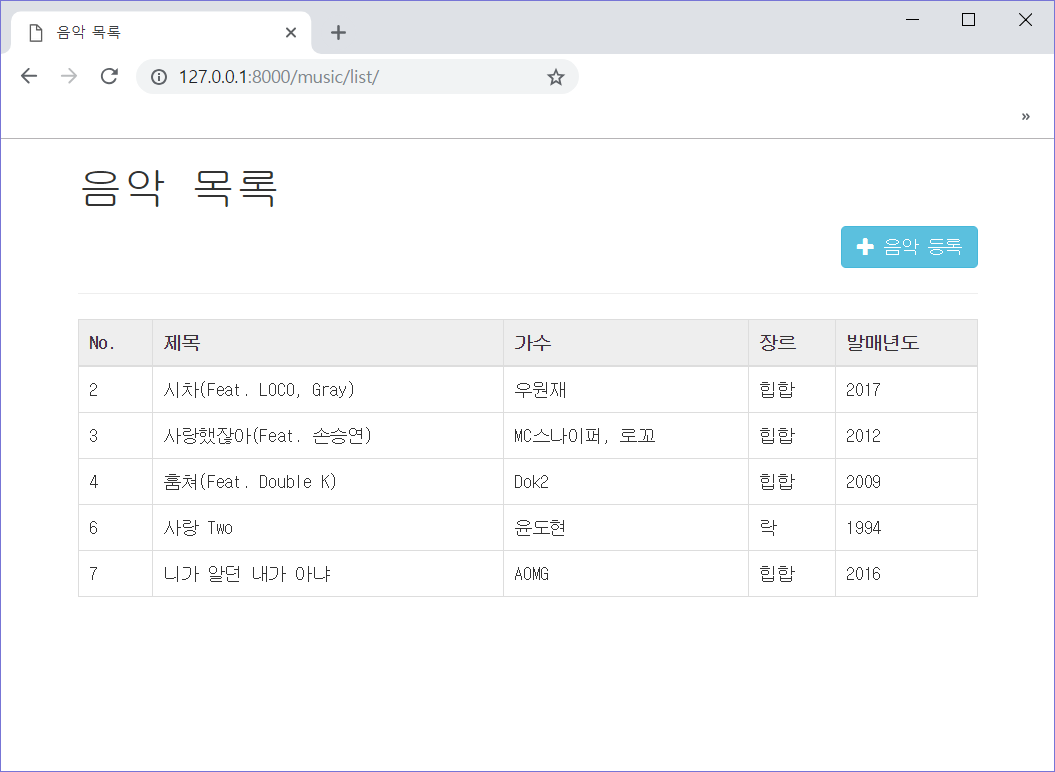 음악 목록
127.0.0.1:8000/music/list/
»
음악 목록
음악 등록
No. 제목 가수 장르 발매년도
2 시차(Feat. LOCO, Gray) 우원재 힙합 2017
3 사랑했잖아(Feat. 손승연) MC스나이퍼, 로꼬 힙합 2012
4 훔쳐(Feat. Double K) Dok2 힙합 2009
6 사랑 Two 윤도현 락 1994
7 니가 알던 내가 아냐 AOMG 힙합 2016